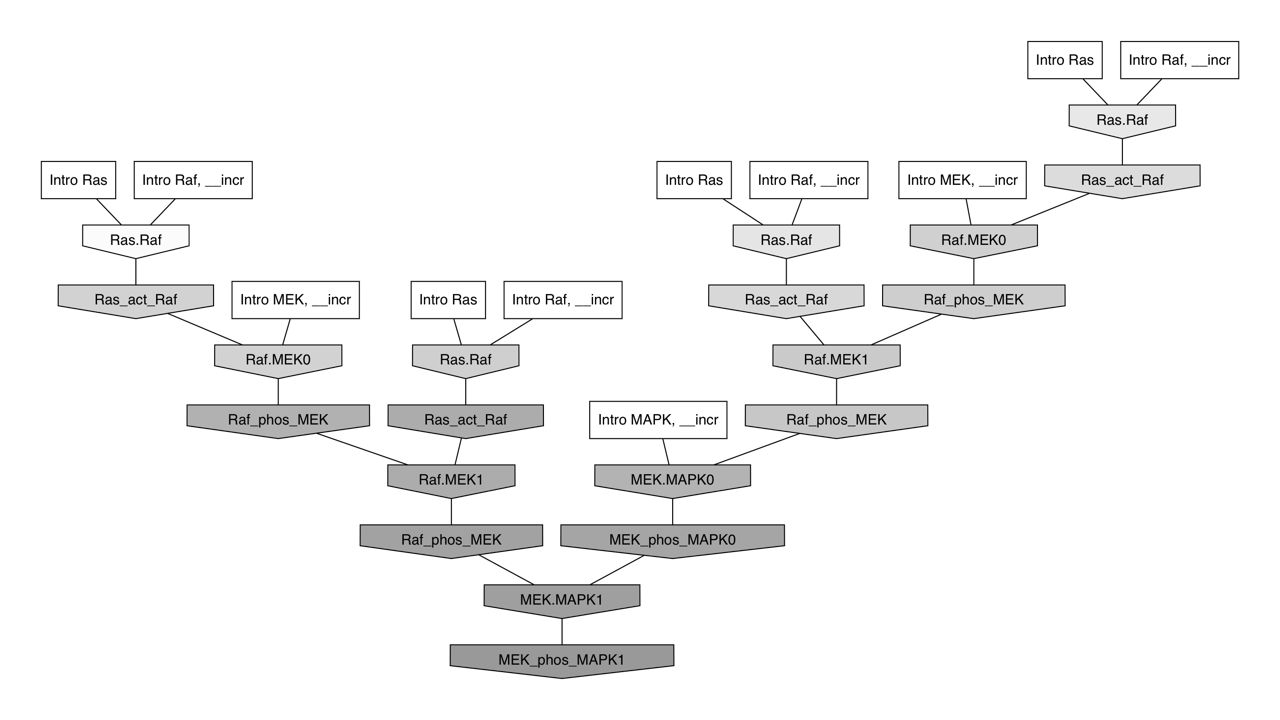 Intro Ras
Intro Raf, __incr
Ras.Raf
Intro Ras
Intro Raf, __incr
Intro Ras
Intro Raf, __incr
Intro MEK, __incr
Ras_act_Raf
Ras.Raf
Ras.Raf
Raf.MEK0
Ras_act_Raf
Intro MEK, __incr
Intro Ras
Intro Raf, __incr
Ras_act_Raf
Raf_phos_MEK
Raf.MEK0
Ras.Raf
Raf.MEK1
Raf_phos_MEK
Ras_act_Raf
Intro MAPK, __incr
Raf_phos_MEK
Raf.MEK1
MEK.MAPK0
Raf_phos_MEK
MEK_phos_MAPK0
MEK.MAPK1
MEK_phos_MAPK1